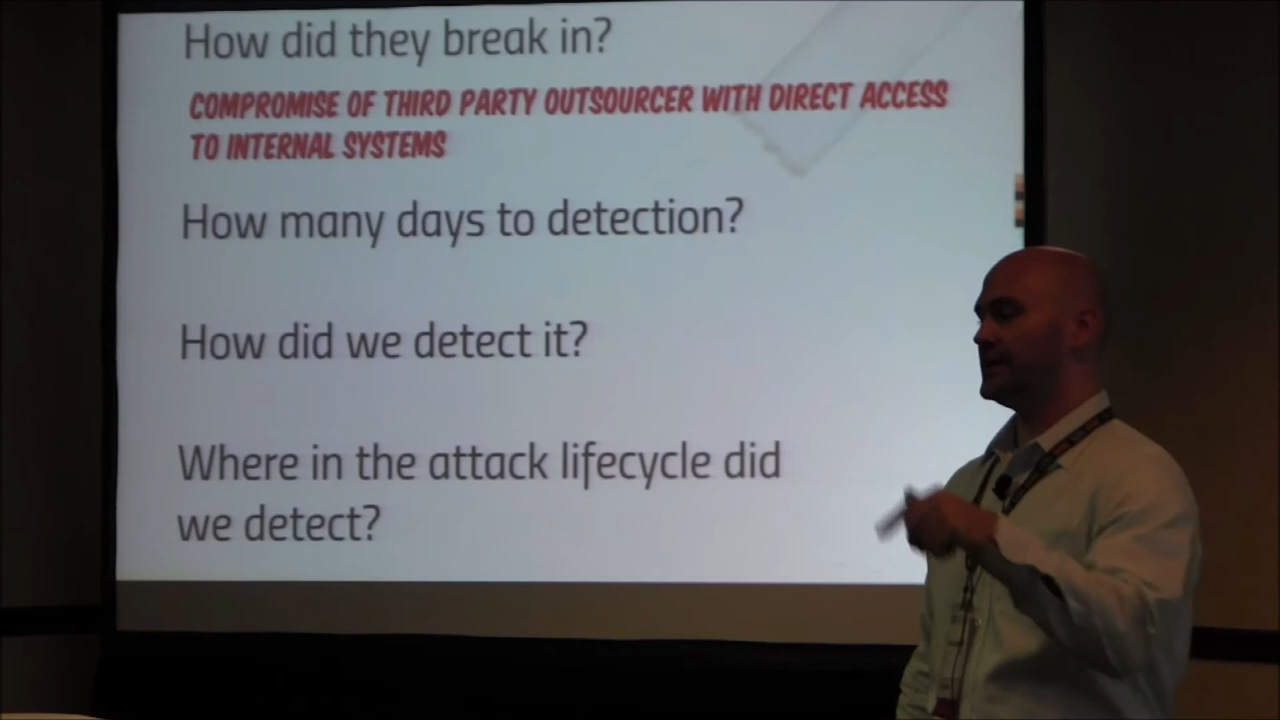 How did they break in?
COMPROMISE OF THIRD PARTY OUTSOURCER WITH DIRECT ACCESS
TO INTERNAL SYSTEMS
How many days to detection?
How did we detect it?
Where in the attack lifecycle did
we detect?